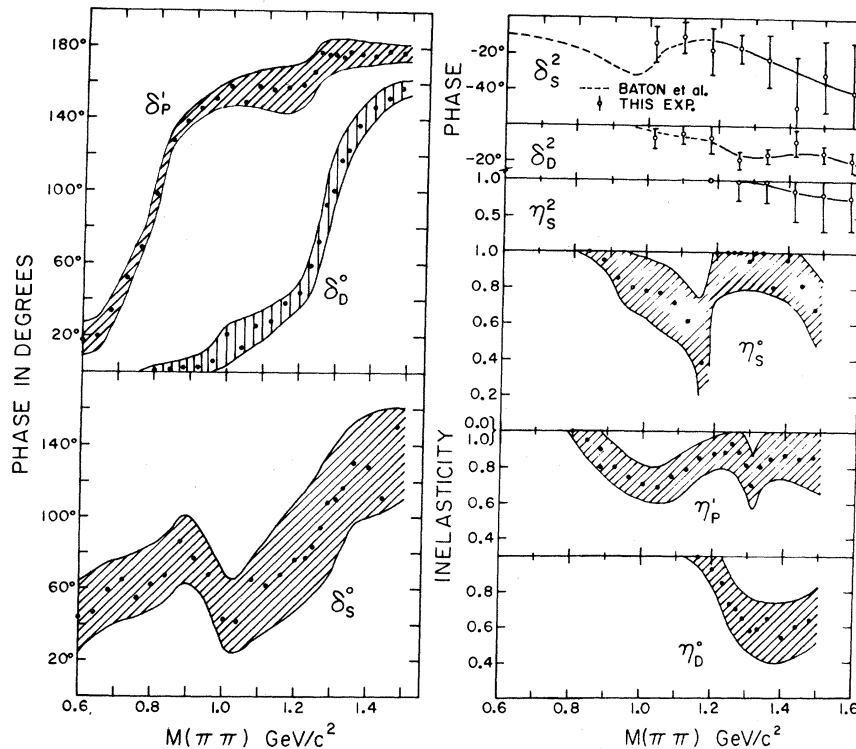 180°
140°
100°
60°
20°
δ'P
δ°D
140°
100°
60°
20°
δ°S
PHASE IN DEGREES
0.6 0.8 1.0 1.2 1.4
M(ππ) GeV/c²
PHASE
-20°
-40°
δ²S
BATON et al.
THIS EXP.
-20°
δ²D
1.0
0.5
η²S
1.0
0.8
0.6
0.4
0.2
0.0
η°S
1.0
0.8
0.6
0.4
η'P
INELASTICITY
0.8
0.6
0.4
η°D
0.6 0.8 1.0 1.2 1.4 1.6
M(ππ) GeV/c²